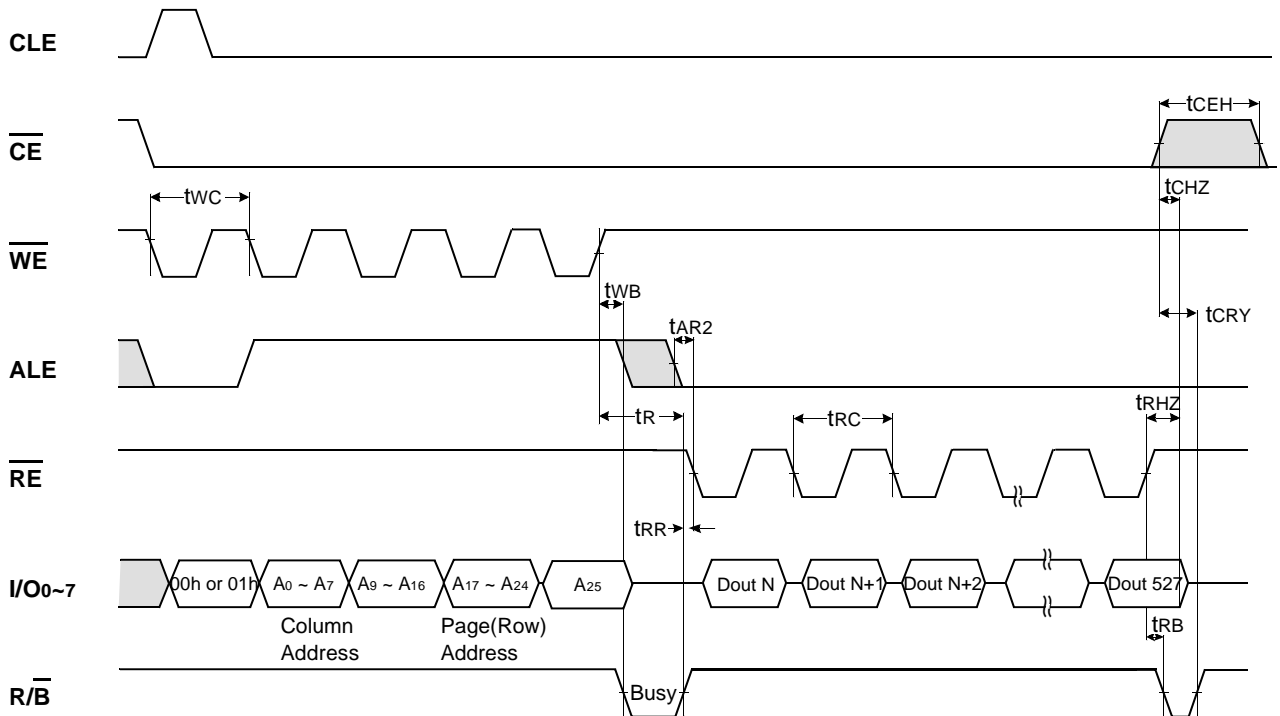 CLE
tCEH
CE
tCHZ
tWC
WE
tWB
tCRY
tAR2
ALE
tRHZ
tR
tRC
RE
tRR
I/O0~7
00h or 01h
A0 ~ A7
A9 ~ A16
A17 ~ A24
A25
Dout N
Dout N+1
Dout N+2
Dout 527
Column
Address
Page(Row)
Address
tRB
R/B
Busy